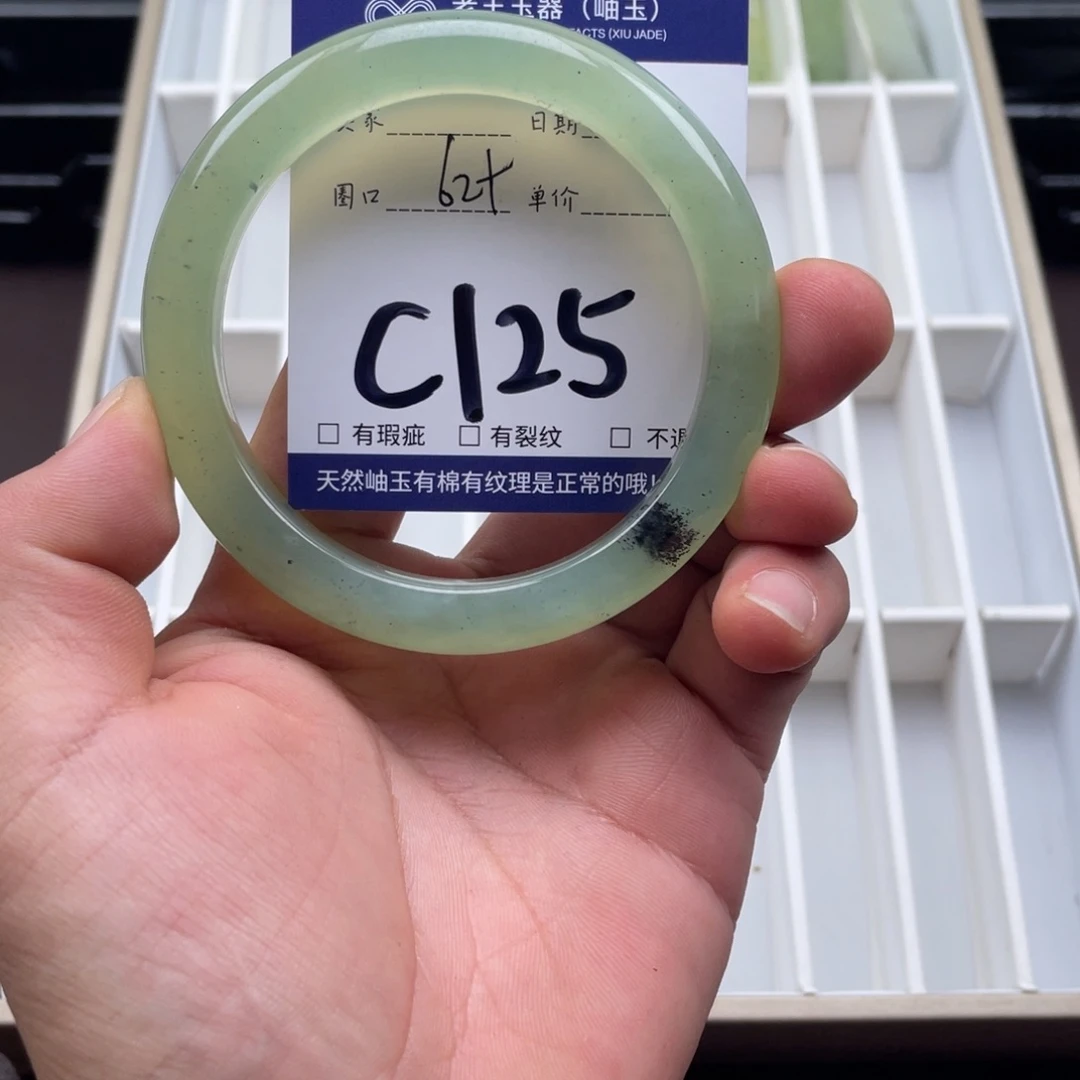 玉器（岫玉）
ACTS (XIU JADE)
日期
圈口 62+ 单价
C125
□ 有瑕疵 □ 有裂纹 □ 不退
天然岫玉有棉有纹理是正常的哦!